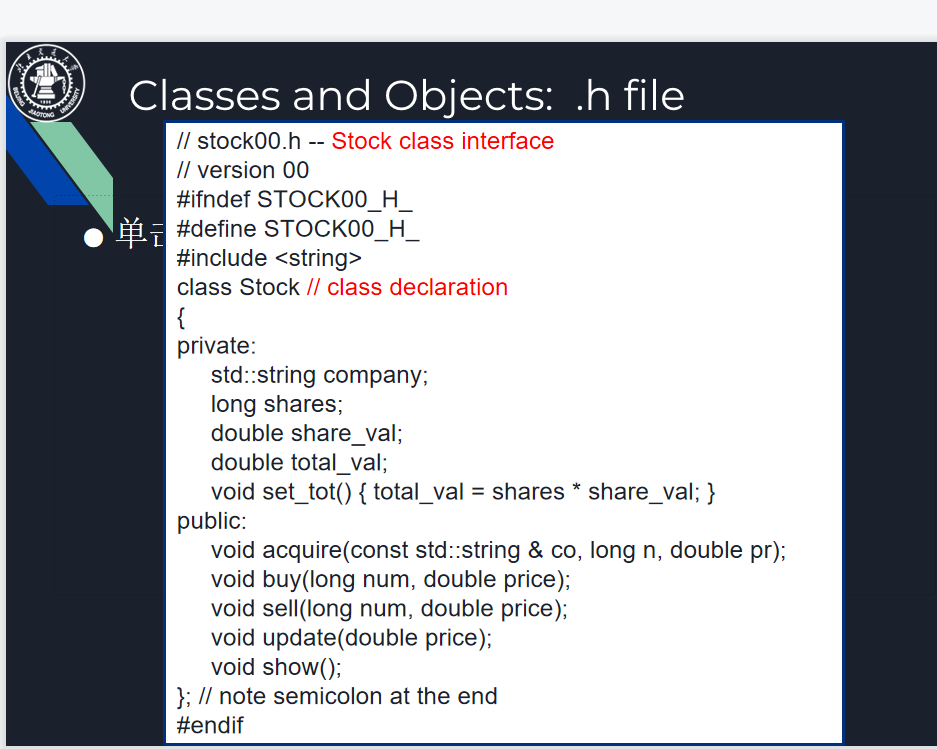 Classes and Objects: .h file
// stock00.h -- Stock class interface
// version 00
#ifndef STOCK00_H_
#define STOCK00_H_
#include <string>
class Stock // class declaration
{
private:
std::string company;
long shares;
double share_val;
double total_val;
void set_tot() { total_val = shares * share_val; }
public:
void acquire(const std::string & co, long n, double pr);
void buy(long num, double price);
void sell(long num, double price);
void update(double price);
void show();
}; // note semicolon at the end
#endif
● 单
BEIJING JIAOTONG UNIVERSITY